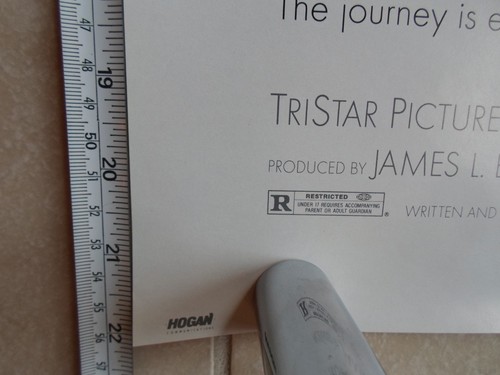 The journey is e
TRISTAR PICTURE
PRODUCED BY JAMES L.
R RESTRICTED
UNDER 17 REQUIRES ACCOMPANYING
PARENT OR ADULT GUARDIAN
WRITTEN AND
HOGAN
COMMUNICATIONS
47
48
19
49
50
51
20
52
53
21
54
55
56
22
57